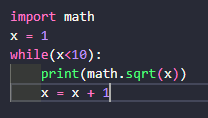 import math
x = 1
while(x<10):
    print(math.sqrt(x))
    x = x + 1